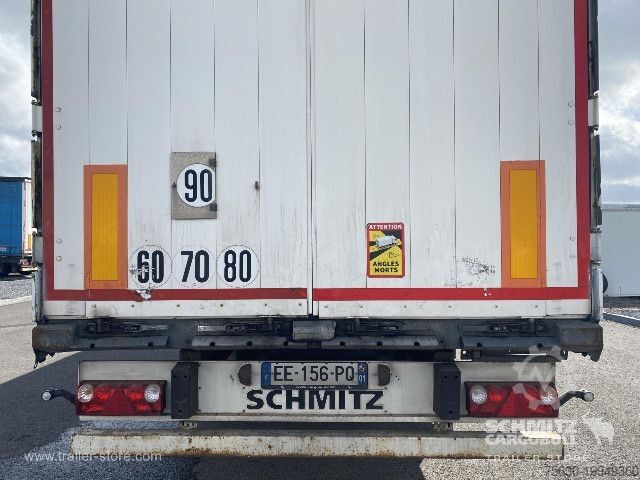 90
60 70 80
ATTENTION
ANGLES
MORTS
EE-156-PQ
01
SCHMITZ
SCHMITZ
CARGOBULL
TRAILER STORE
www.trailer-store.com